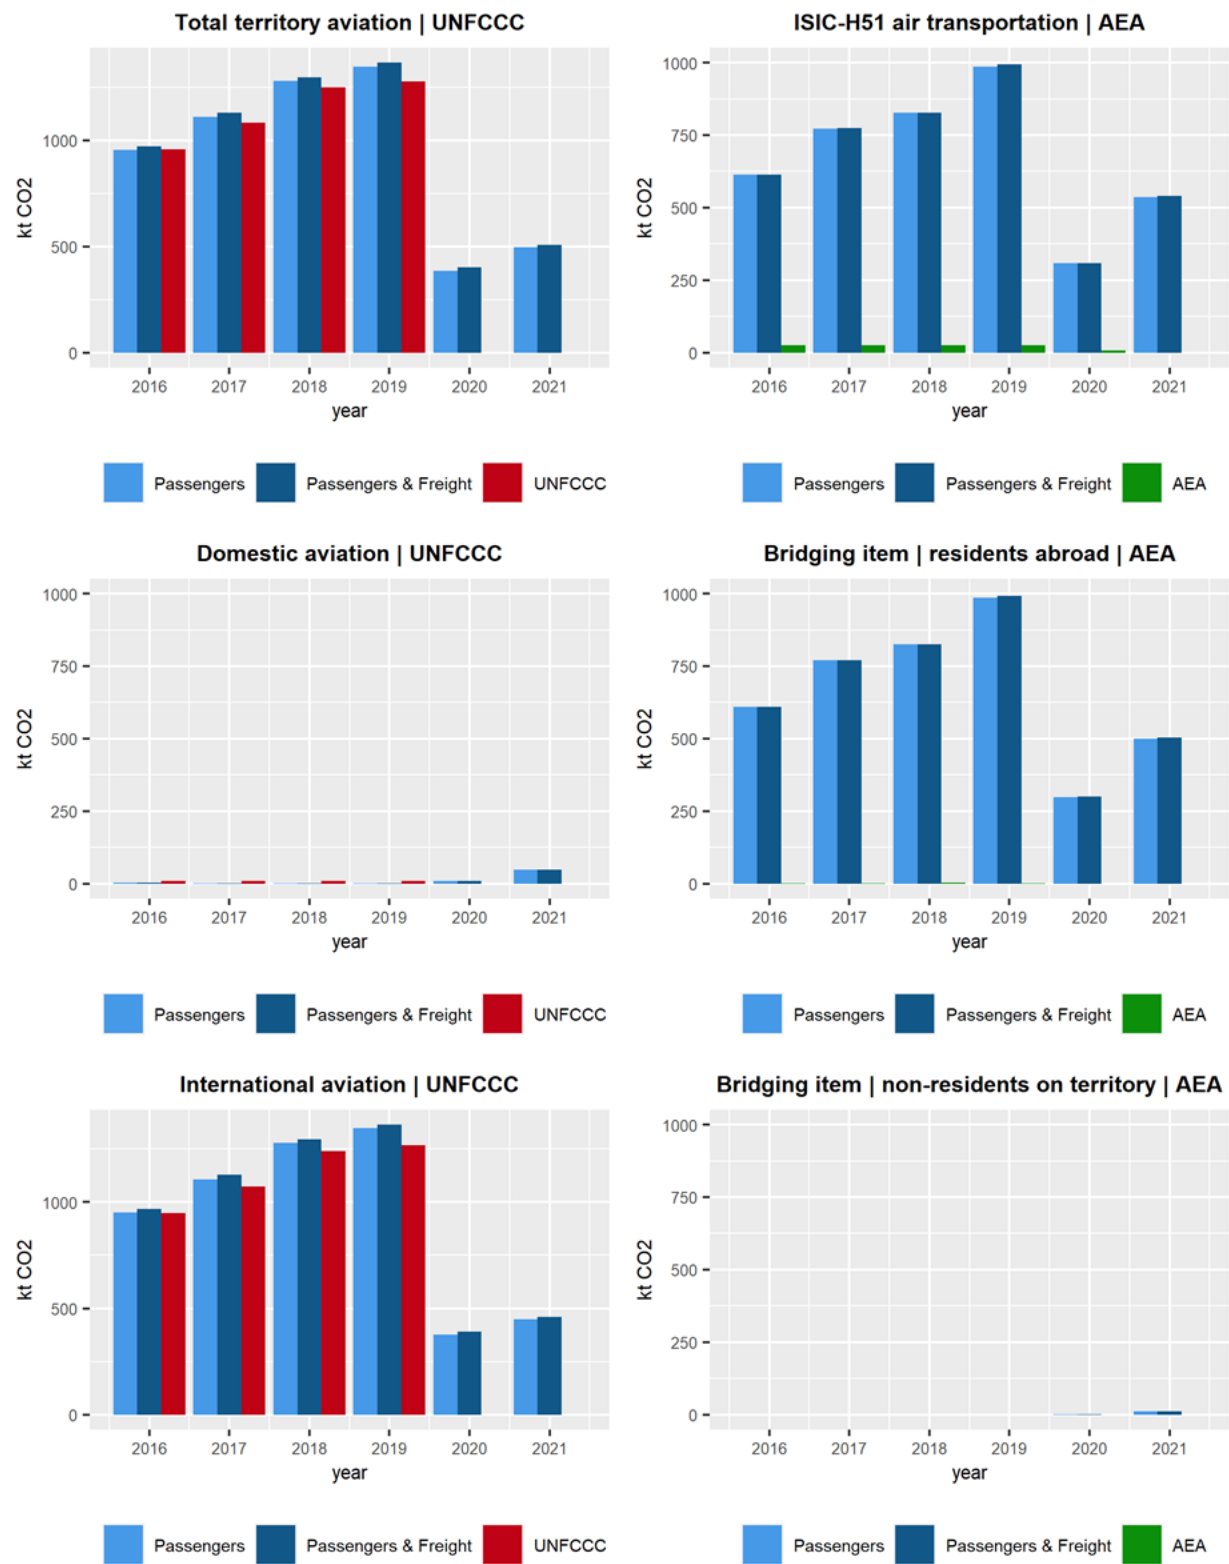 Total territory aviation | UNFCCC
kt CO2
1000
500
0
2016 2017 2018 2019 2020 2021
year
Passengers Passengers & Freight UNFCCC
ISIC-H51 air transportation | AEA
kt CO2
1000
750
500
250
0
2016 2017 2018 2019 2020 2021
year
Passengers Passengers & Freight AEA
Domestic aviation | UNFCCC
kt CO2
1000
750
500
250
0
2016 2017 2018 2019 2020 2021
year
Passengers Passengers & Freight UNFCCC
Bridging item | residents abroad | AEA
kt CO2
1000
750
500
250
0
2016 2017 2018 2019 2020 2021
year
Passengers Passengers & Freight AEA
International aviation | UNFCCC
kt CO2
1000
500
0
2016 2017 2018 2019 2020 2021
year
Passengers Passengers & Freight UNFCCC
Bridging item | non-residents on territory | AEA
kt CO2
1000
750
500
250
0
2016 2017 2018 2019 2020 2021
year
Passengers Passengers & Freight AEA